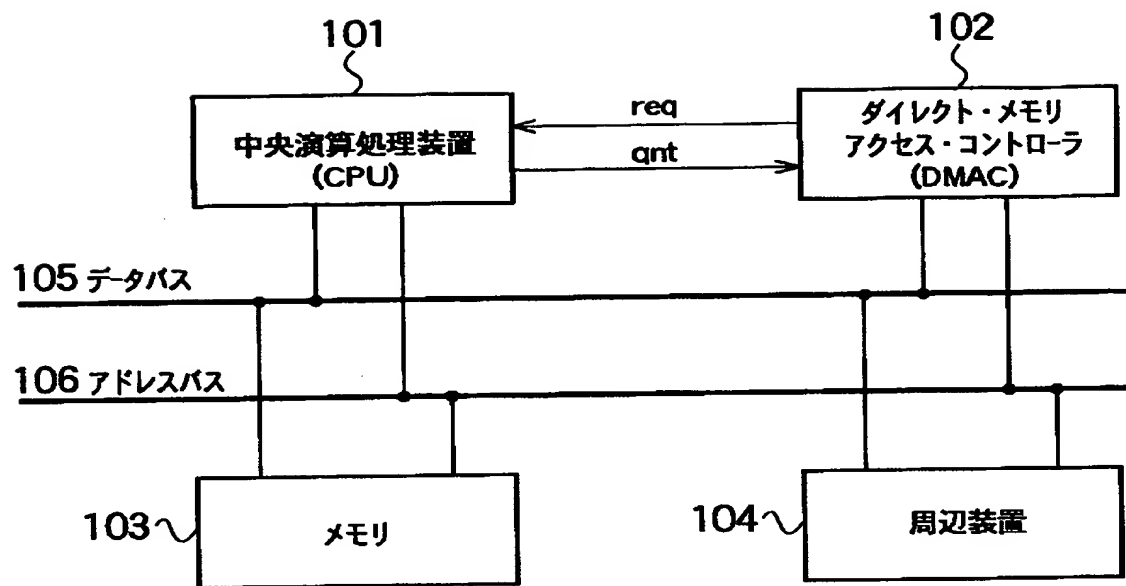 101
102
中央演算処理装置
(CPU)
req
qnt
ダイレクト・メモリ
アクセス・コントローラ
(DMAC)
105 データバス
106 アドレスバス
103
メモリ
104
周辺装置